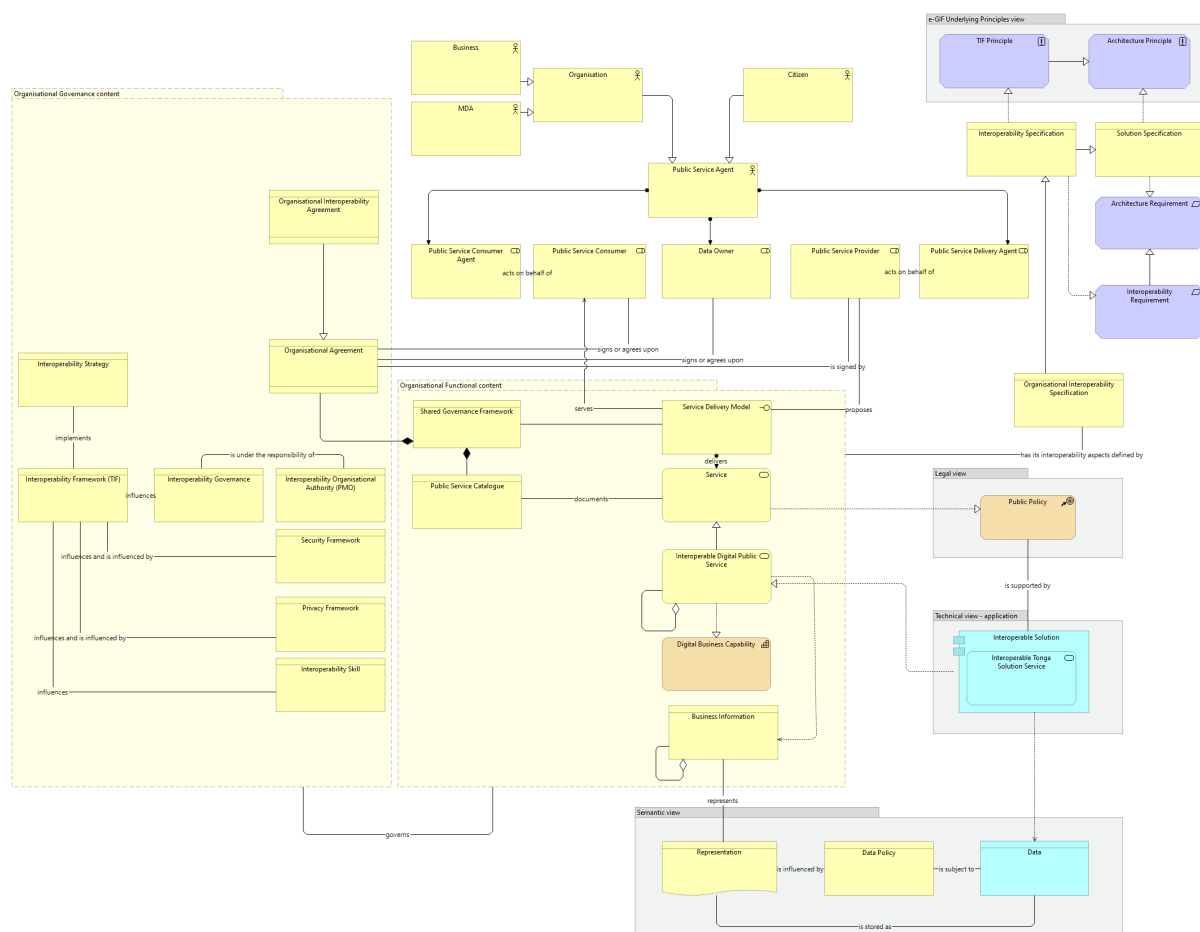 e-GIF Underlying Principles view
TIF Principle
Architecture Principle
Business
Organisation
Citizen
MDA
Organisational Governance content
Interoperability Specification
Solution Specification
Public Service Agent
Organisational Interoperability
Agreement
Architecture Requirement
Public Service Consumer
Agent
acts on behalf of
Public Service Consumer
Data Owner
Public Service Provider
acts on behalf of
Public Service Delivery Agent
Interoperability
Requirement
Organisational Agreement
signs or agrees upon
signs or agrees upon
is signed by
Interoperability Strategy
Organisational Functional content
Organisational Interoperability
Specification
Shared Governance Framework
serves
Service Delivery Model
proposes
implements
is under the responsibility of
delivers
has its interoperability aspects defined by
Interoperability Framework (TIF)
influences
Interoperability Governance
Interoperability Organisational
Authority (PMO)
Public Service Catalogue
documents
Service
Legal view
Public Policy
Security Framework
influences and is influenced by
Interoperable Digital Public
Service
is supported by
Privacy Framework
influences and is influenced by
Technical view - application
Interoperable Solution
Interoperable Tonga
Solution Service
Digital Business Capability
Interoperability Skill
influences
Business Information
represents
governs
Semantic view
Representation
is influenced by
Data Policy
is subject to
Data
is stored as